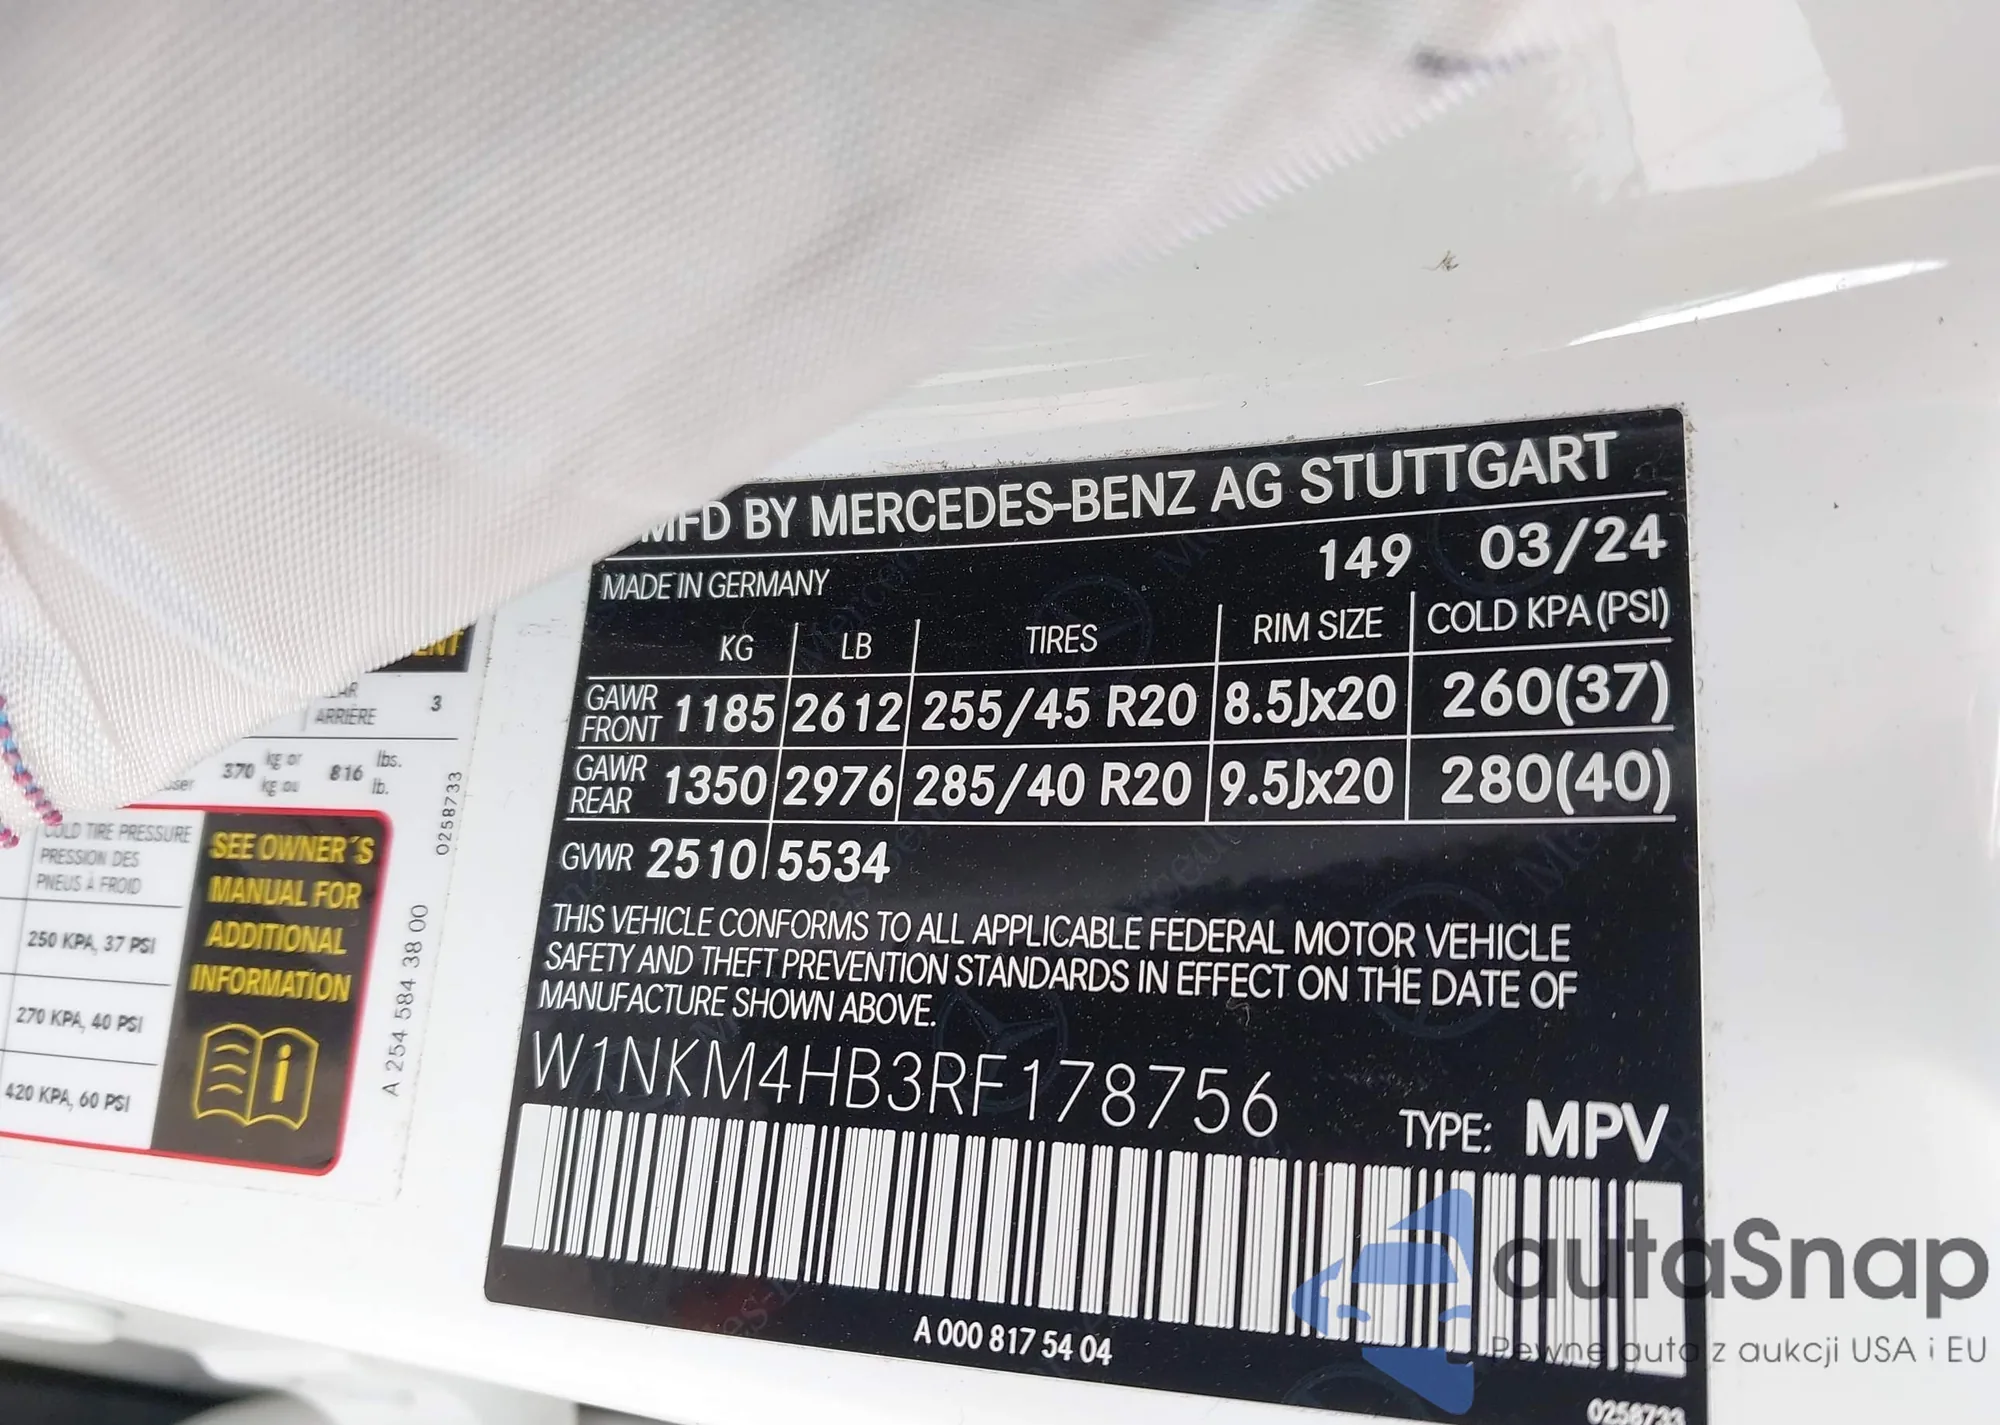 MFD BY MERCEDES-BENZ AG STUTTGART
MADE IN GERMANY 149 03/24
KG LB TIRES RIM SIZE COLD KPA (PSI)
GAWR FRONT 1185 2612 255/45 R20 8.5Jx20 260(37)
GAWR REAR 1350 2976 285/40 R20 9.5Jx20 280(40)
GVWR 2510 5534
THIS VEHICLE CONFORMS TO ALL APPLICABLE FEDERAL MOTOR VEHICLE
SAFETY AND THEFT PREVENTION STANDARDS IN EFFECT ON THE DATE OF
MANUFACTURE SHOWN ABOVE.
W1NKM4HB3RF178756
TYPE: MPV
A 000 817 54 04
0258733
ARRIÈRE 3
370 kg or kg ou 816 lbs. lb.
0258733
COLD TIRE PRESSURE
PRESSION DES
PNEUS À FROID
250 KPA, 37 PSI
270 KPA, 40 PSI
420 KPA, 60 PSI
SEE OWNER´S
MANUAL FOR
ADDITIONAL
INFORMATION
A 254 584 38 00
autaSnap
Pewne auta z aukcji USA i EU